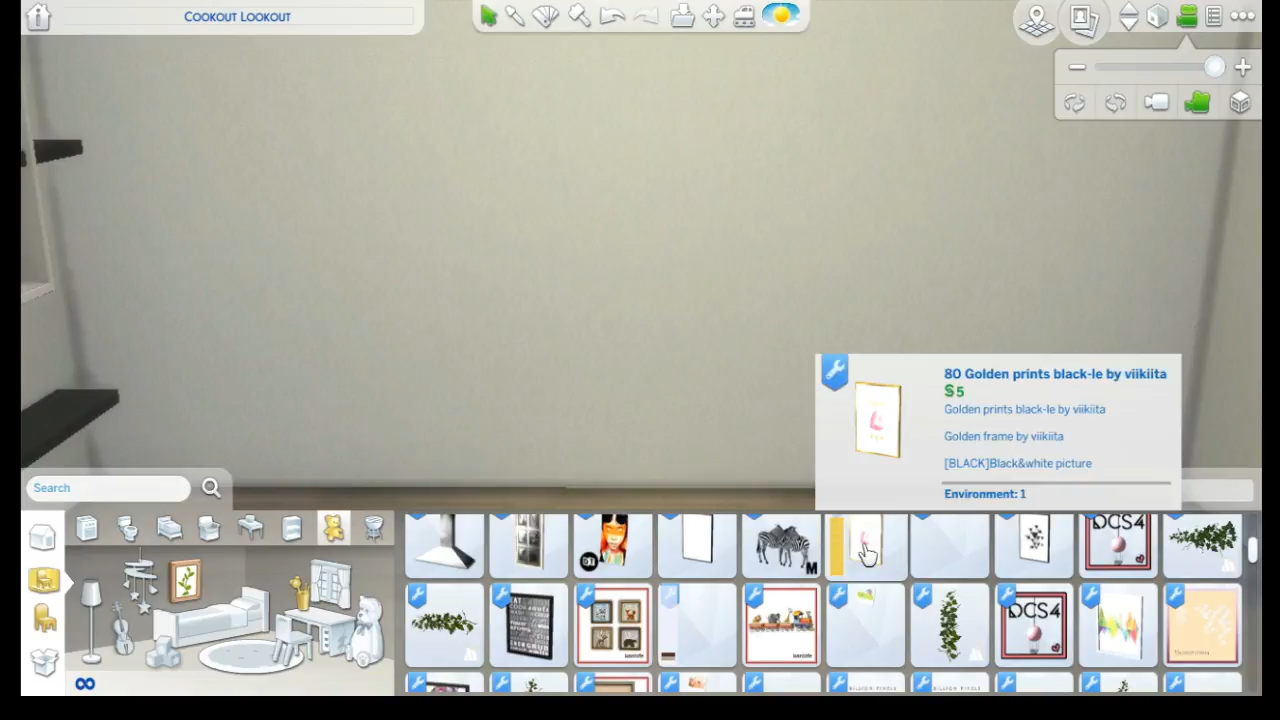 Cookout Lookout
80 Golden prints black-le by viikiita
$5
Golden prints black-le by viikiita
Golden frame by viikiita
[BLACK]Black&white picture
Environment: 1
Search
D1
M
DCS4
DCS4